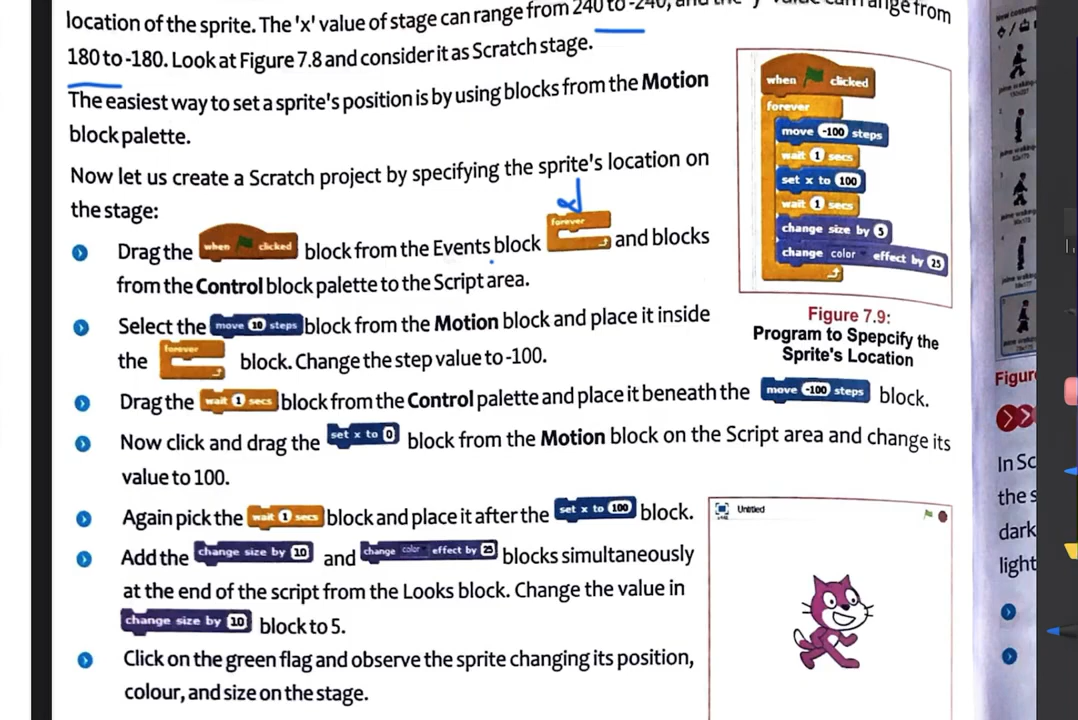 location of the sprite. The 'x' value of stage can range from 240 to -240, and the 'y' value can range from
180 to -180. Look at Figure 7.8 and consider it as Scratch stage.
The easiest way to set a sprite's position is by using blocks from the Motion
block palette.
Now let us create a Scratch project by specifying the sprite's location on
the stage:
Drag the when clicked block from the Events block forever and blocks
from the Control block palette to the Script area.
Select the move 10 steps block from the Motion block and place it inside
the forever block. Change the step value to -100.
Drag the wait 1 secs block from the Control palette and place it beneath the move -100 steps block.
Now click and drag the set x to 0 block from the Motion block on the Script area and change its
value to 100.
Again pick the wait 1 secs block and place it after the set x to 100 block.
Add the change size by 10 and change color effect by 25 blocks simultaneously
at the end of the script from the Looks block. Change the value in
change size by 10 block to 5.
Click on the green flag and observe the sprite changing its position,
colour, and size on the stage.
when clicked
forever
move -100 steps
wait 1 secs
set x to 100
wait 1 secs
change size by 5
change color effect by 25
Figure 7.9:
Program to Spepcify the
Sprite's Location
Untitled
Figur
In Sc
the s
dark
light